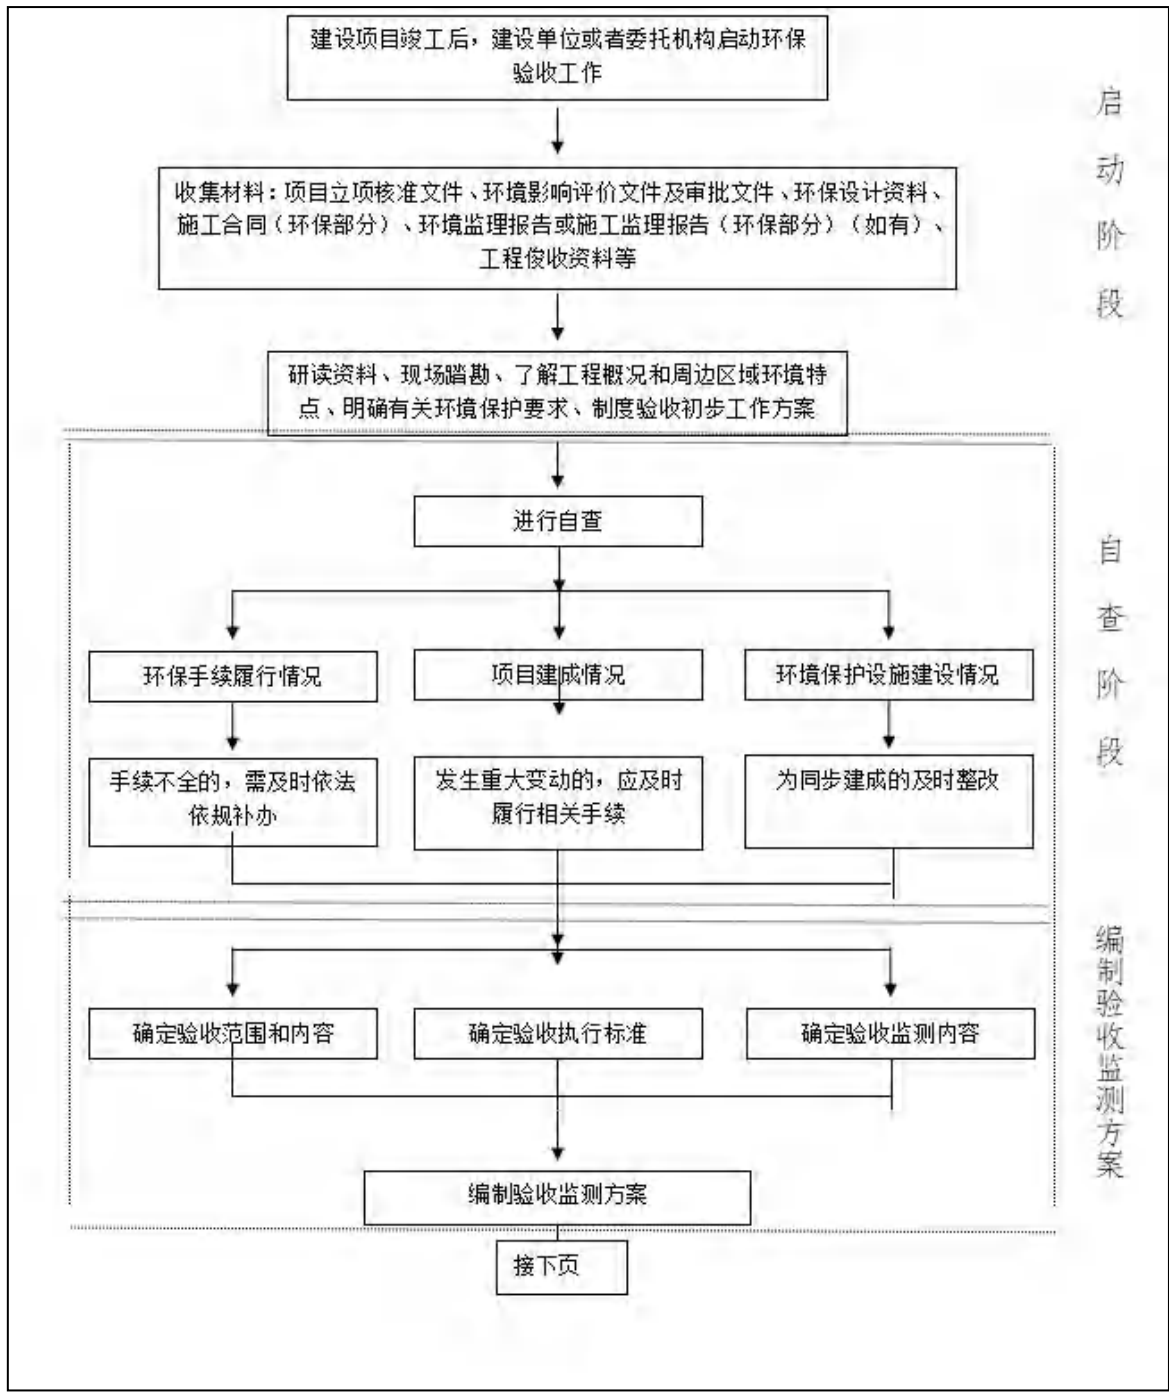 建设项目竣工后，建设单位或者委托机构启动环保
验收工作
启动阶段
收集材料：项目立项核准文件、环境影响评价文件及审批文件、环保设计资料、
施工合同（环保部分）、环境监理报告或施工监理报告（环保部分）（如有）、
工程俊收资料等
研读资料、现场踏勘、了解工程概况和周边区域环境特
点、明确有关环境保护要求、制度验收初步工作方案
进行自查
自查阶段
环保手续履行情况
项目建成情况
环境保护设施建设情况
手续不全的，需及时依法
依规补办
发生重大变动的，应及时
履行相关手续
为同步建成的及时整改
编制验收监测方案
确定验收范围和内容
确定验收执行标准
确定验收监测内容
编制验收监测方案
接下页